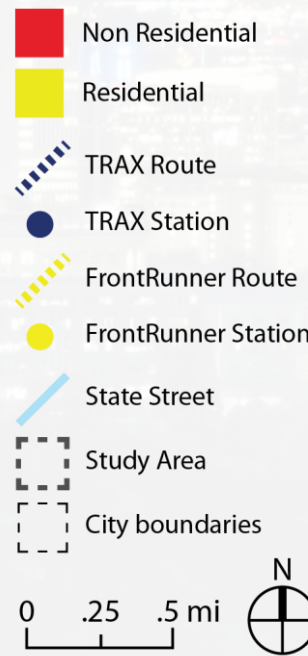 Non Residential
Residential
TRAX Route
TRAX Station
FrontRunner Route
FrontRunner Station
State Street
Study Area
City boundaries
N
0 .25 .5 mi